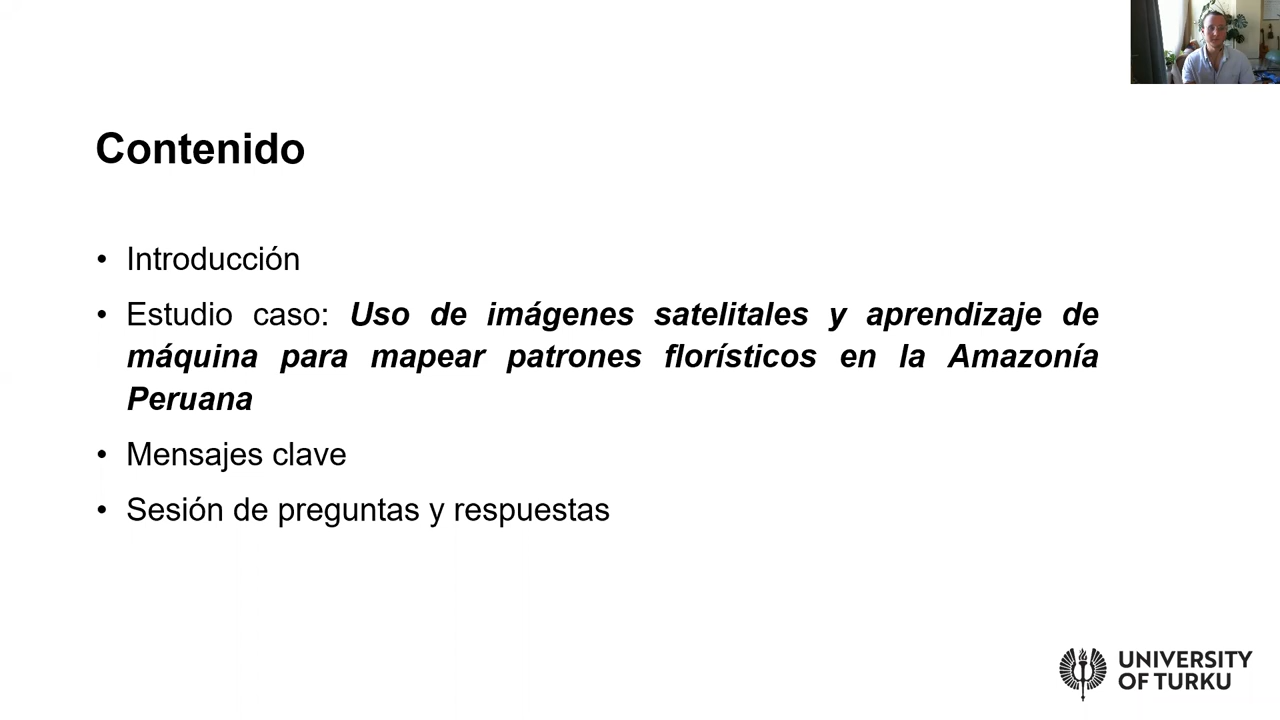 Contenido
• Introducción
• Estudio caso: Uso de imágenes satelitales y aprendizaje de
máquina para mapear patrones florísticos en la Amazonía
Peruana
• Mensajes clave
• Sesión de preguntas y respuestas
UNIVERSITY
OF TURKU